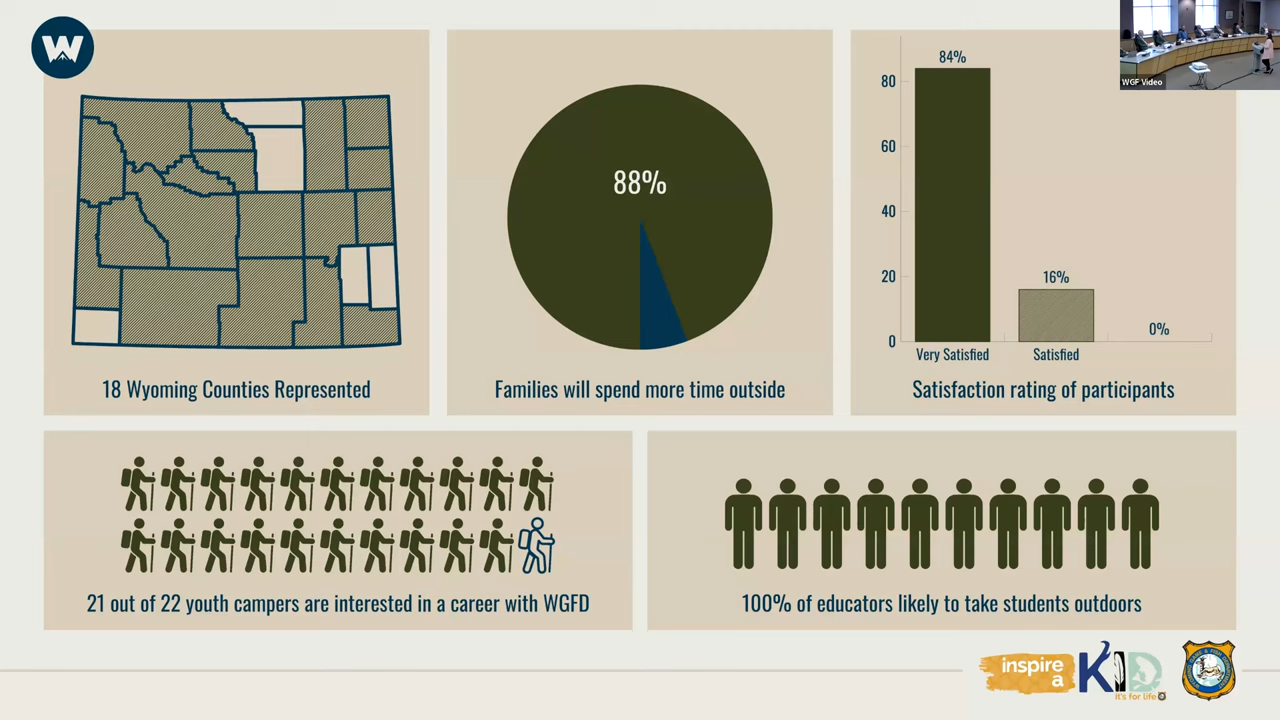 W
18 Wyoming Counties Represented
88%
Families will spend more time outside
84%
80
60
40
20
0
16%
0%
Very Satisfied
Satisfied
Satisfaction rating of participants
WGF Video
21 out of 22 youth campers are interested in a career with WGFD
100% of educators likely to take students outdoors
inspire
a
KID
it's for life